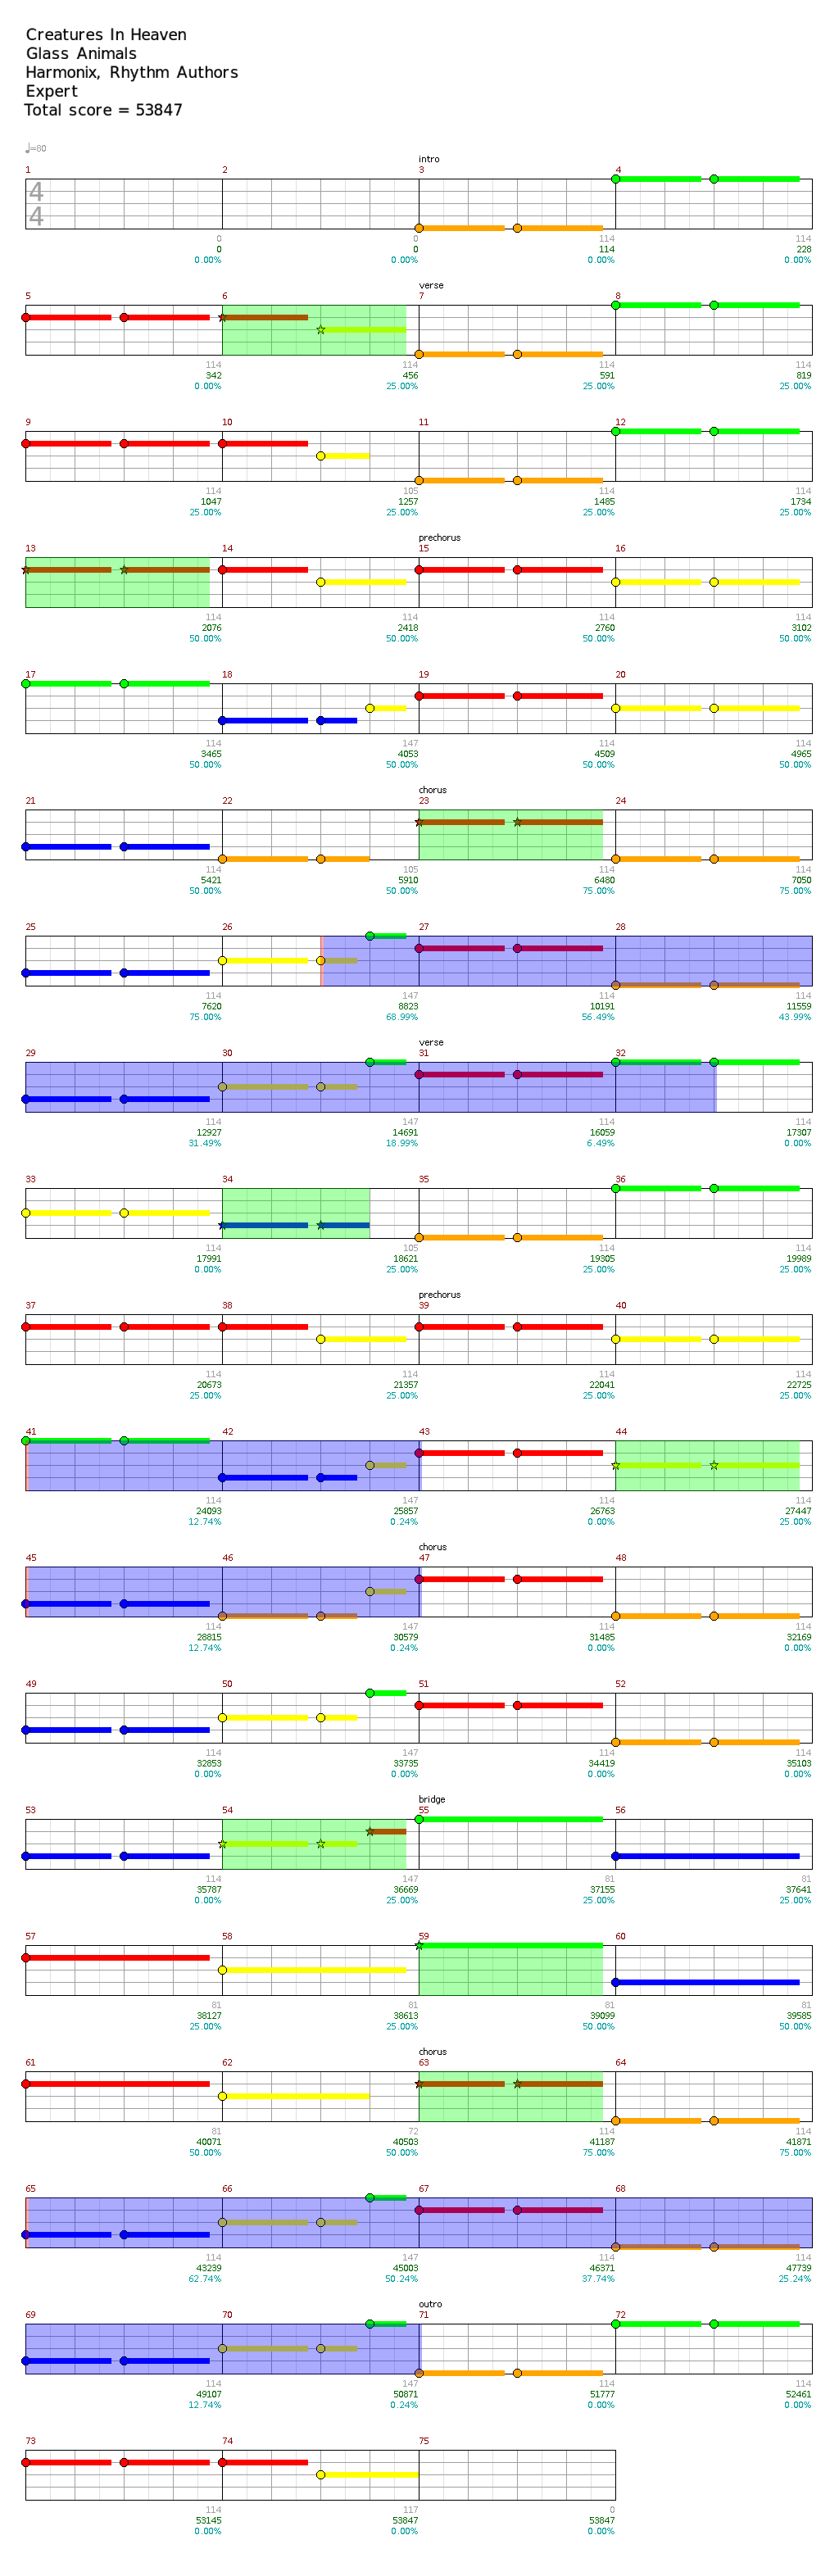 Creatures In Heaven
Glass Animals
Harmonix, Rhythm Authors
Expert
Total score = 53847
♩=80
intro
1 2 3 4
4
4
0 0 114 114
0 0 114 228
0.00% 0.00% 0.00% 0.00%
verse
5 6 7 8
114 114 114 114
342 456 591 819
0.00% 25.00% 25.00% 25.00%
9 10 11 12
114 105 114 114
1047 1257 1485 1734
25.00% 25.00% 25.00% 25.00%
prechorus
13 14 15 16
114 114 114 114
2076 2418 2760 3102
50.00% 50.00% 50.00% 50.00%
17 18 19 20
114 147 114 114
3465 4053 4509 4965
50.00% 50.00% 50.00% 50.00%
chorus
21 22 23 24
114 105 114 114
5421 5910 6480 7050
50.00% 50.00% 75.00% 75.00%
25 26 27 28
114 147 114 114
7620 8823 10191 11559
75.00% 68.99% 56.49% 43.99%
verse
29 30 31 32
114 147 114 114
12927 14691 16059 17307
31.49% 18.99% 6.49% 0.00%
33 34 35 36
114 105 114 114
17991 18621 19305 19989
0.00% 25.00% 25.00% 25.00%
prechorus
37 38 39 40
114 114 114 114
20673 21357 22041 22725
25.00% 25.00% 25.00% 25.00%
41 42 43 44
114 147 114 114
24093 25857 26763 27447
12.74% 0.24% 0.00% 25.00%
chorus
45 46 47 48
114 147 114 114
28815 30579 31485 32169
12.74% 0.24% 0.00% 0.00%
49 50 51 52
114 147 114 114
32853 33735 34419 35103
0.00% 0.00% 0.00% 0.00%
bridge
53 54 55 56
114 147 81 81
35787 36669 37155 37641
0.00% 25.00% 25.00% 25.00%
57 58 59 60
81 81 81 81
38127 38613 39099 39585
25.00% 25.00% 50.00% 50.00%
chorus
61 62 63 64
81 72 114 114
40071 40503 41187 41871
50.00% 50.00% 75.00% 75.00%
65 66 67 68
114 147 114 114
43239 45003 46371 47739
62.74% 50.24% 37.74% 25.24%
outro
69 70 71 72
114 147 114 114
49107 50871 51777 52461
12.74% 0.24% 0.00% 0.00%
73 74 75
114 117 0
53145 53847 53847
0.00% 0.00% 0.00%